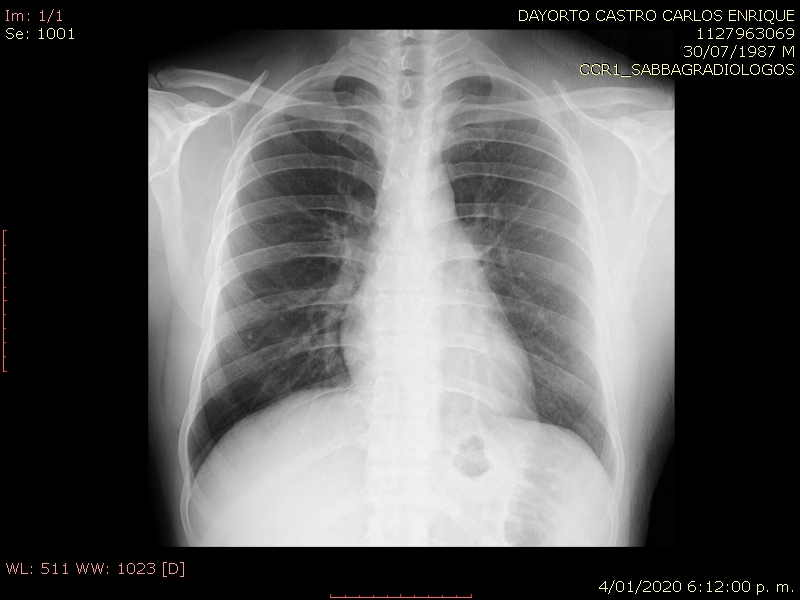 Im: 1/1
Se: 1001
DAYORTO CASTRO CARLOS ENRIQUE
1127963069
30/07/1987 M
CCR1_SABBAGRADIOLOGOS
WL: 511 WW: 1023 [D]
4/01/2020 6:12:00 p. m.